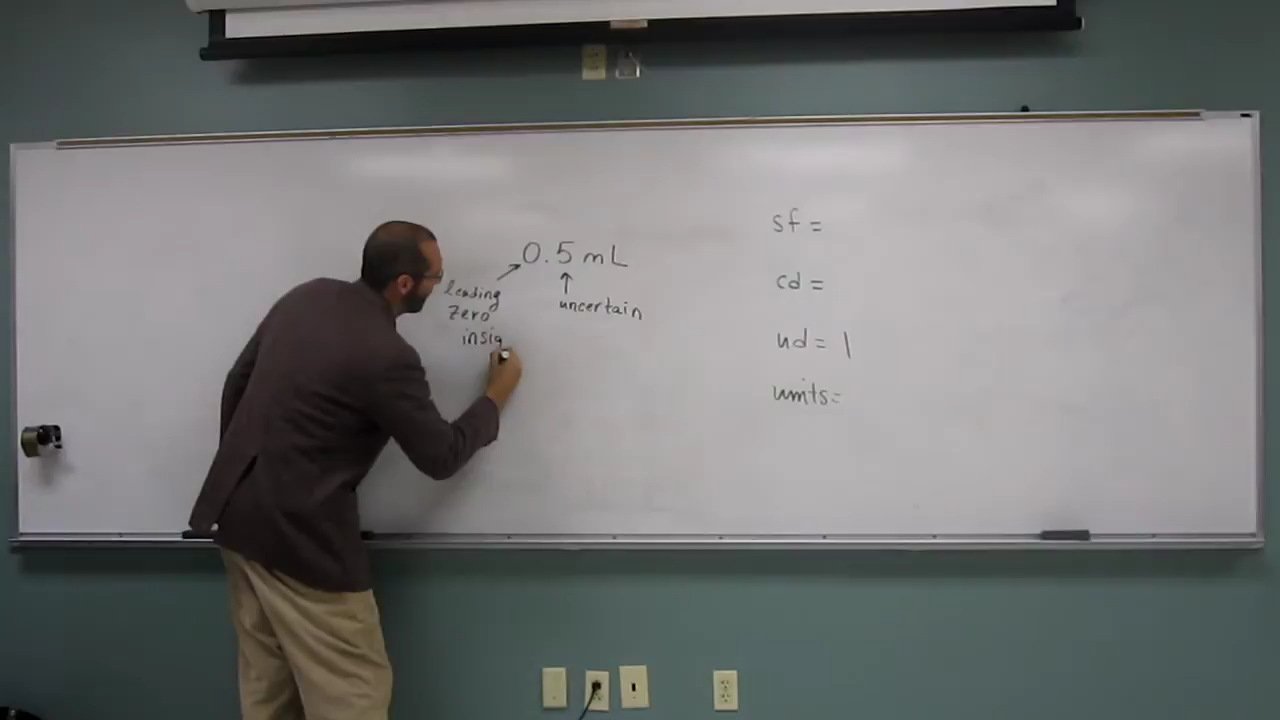 0.5 mL
leading
zero
insig
uncertain
sf =
cd =
ud = 1
units=